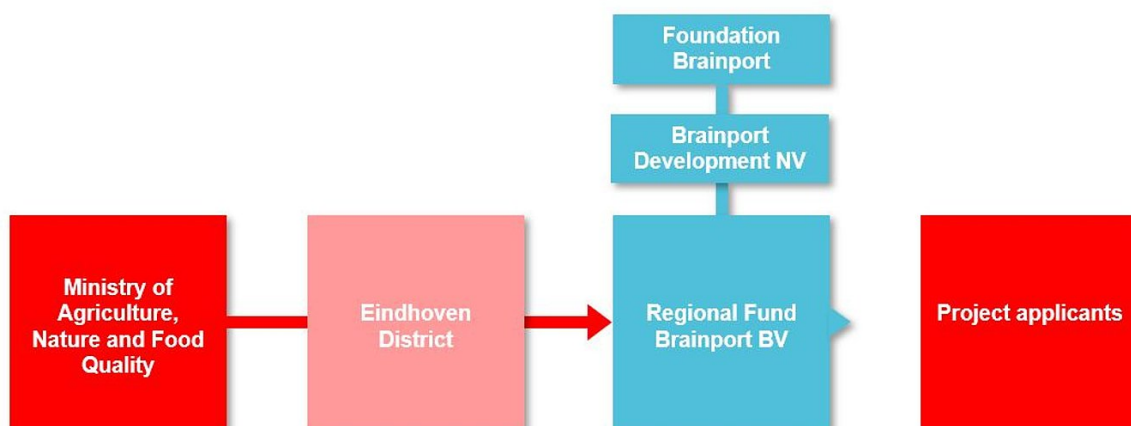 Foundation
Brainport
Brainport
Development NV
Ministry of
Agriculture,
Nature and Food
Quality
Eindhoven
District
Regional Fund
Brainport BV
Project applicants